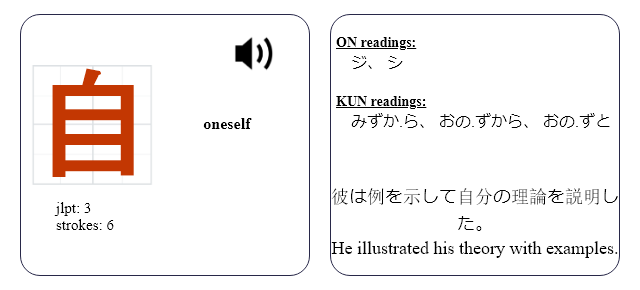 自
oneself
jlpt: 3
strokes: 6
ON readings:
ジ、 シ
KUN readings:
みずか.ら、 おの.ずから、 おの.ずと
彼は例を示して自分の理論を説明し
た。
He illustrated his theory with examples.